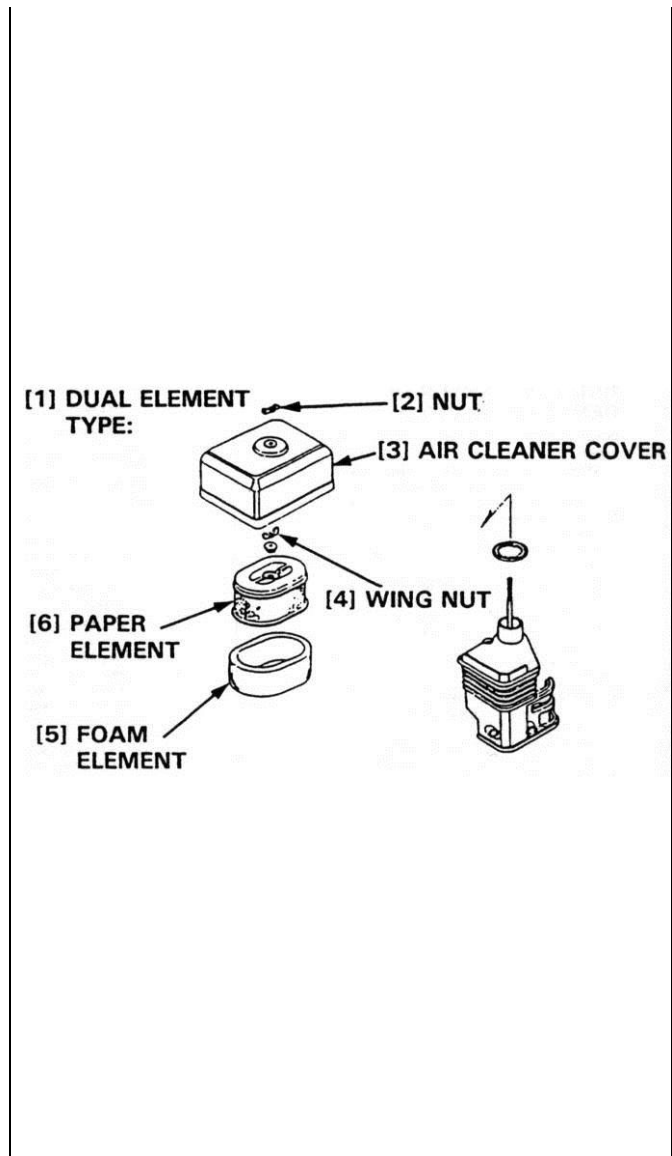 [1] DUAL ELEMENT
TYPE:
[2] NUT
[3] AIR CLEANER COVER
[4] WING NUT
[6] PAPER
ELEMENT
[5] FOAM
ELEMENT